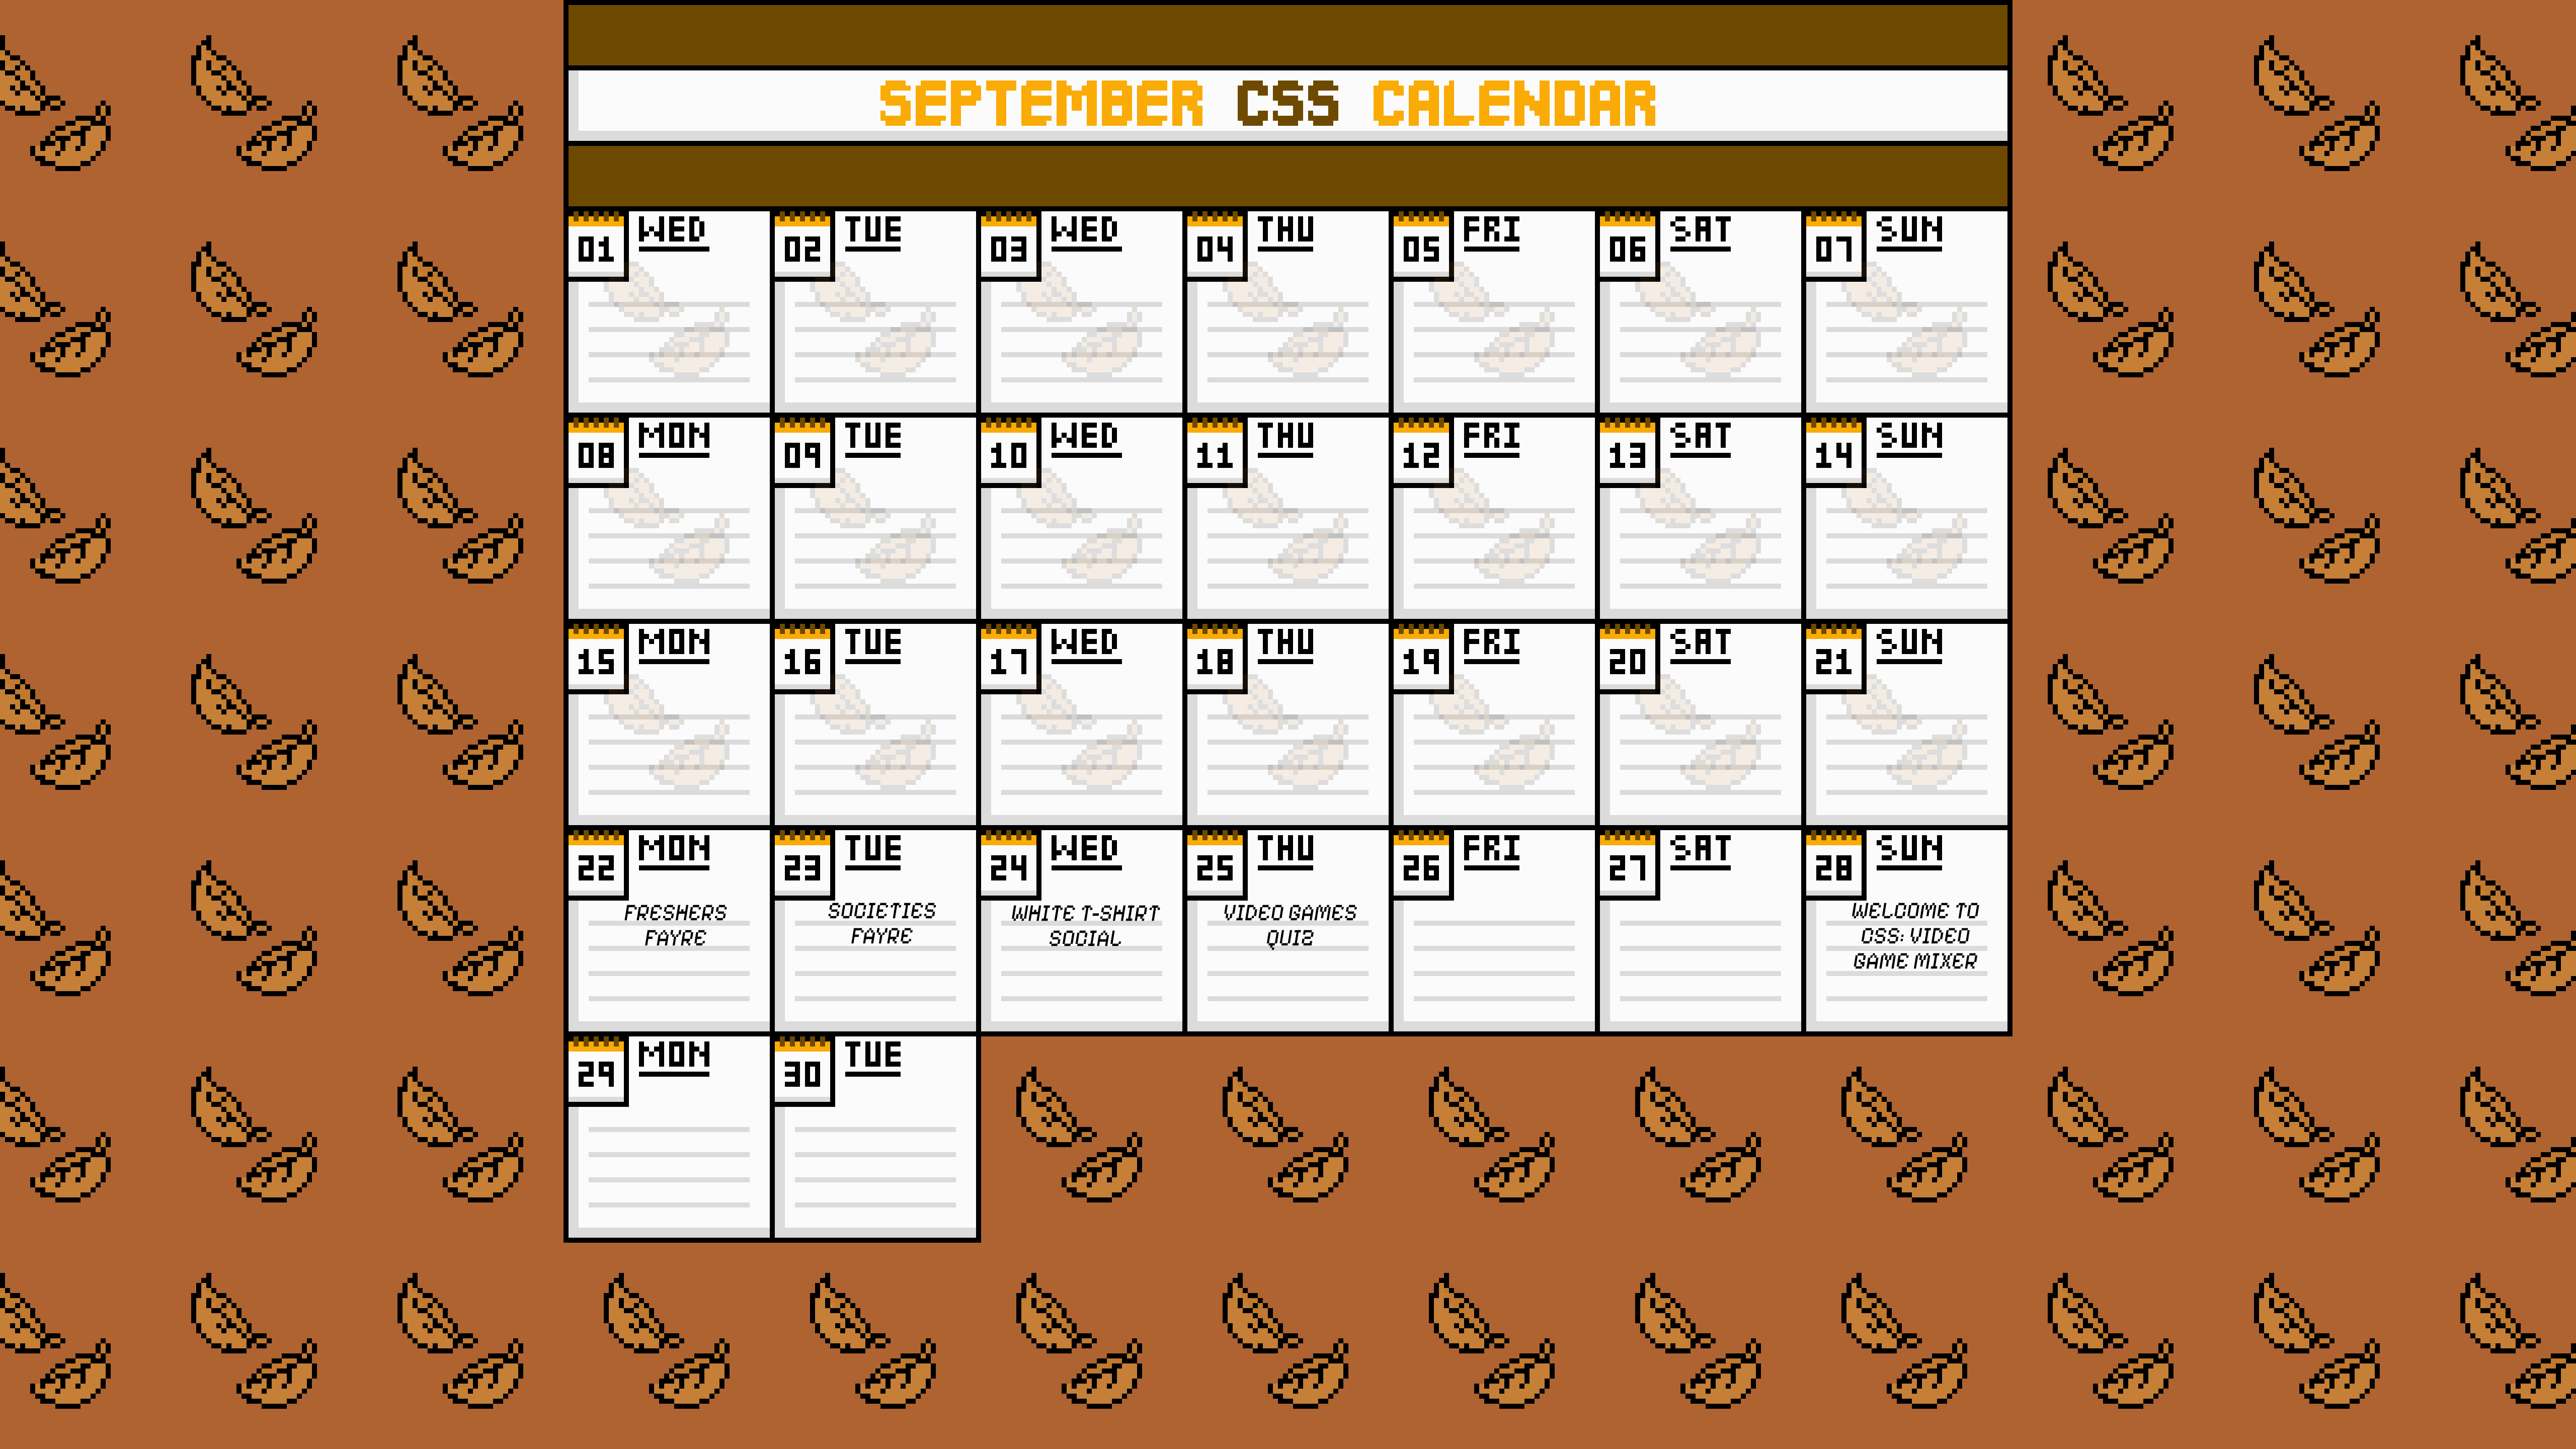 SEPTEMBER CSS CALENDAR
01 WED
02 TUE
03 WED
04 THU
05 FRI
06 SAT
07 SUN
08 MON
09 TUE
10 WED
11 THU
12 FRI
13 SAT
14 SUN
15 MON
16 TUE
17 WED
18 THU
19 FRI
20 SAT
21 SUN
22 MON
FRESHERS
FAYRE
23 TUE
SOCIETIES
FAYRE
24 WED
WHITE T-SHIRT
SOCIAL
25 THU
VIDEO GAMES
QUIZ
26 FRI
27 SAT
28 SUN
WELCOME TO
CSS: VIDEO
GAME MIXER
29 MON
30 TUE